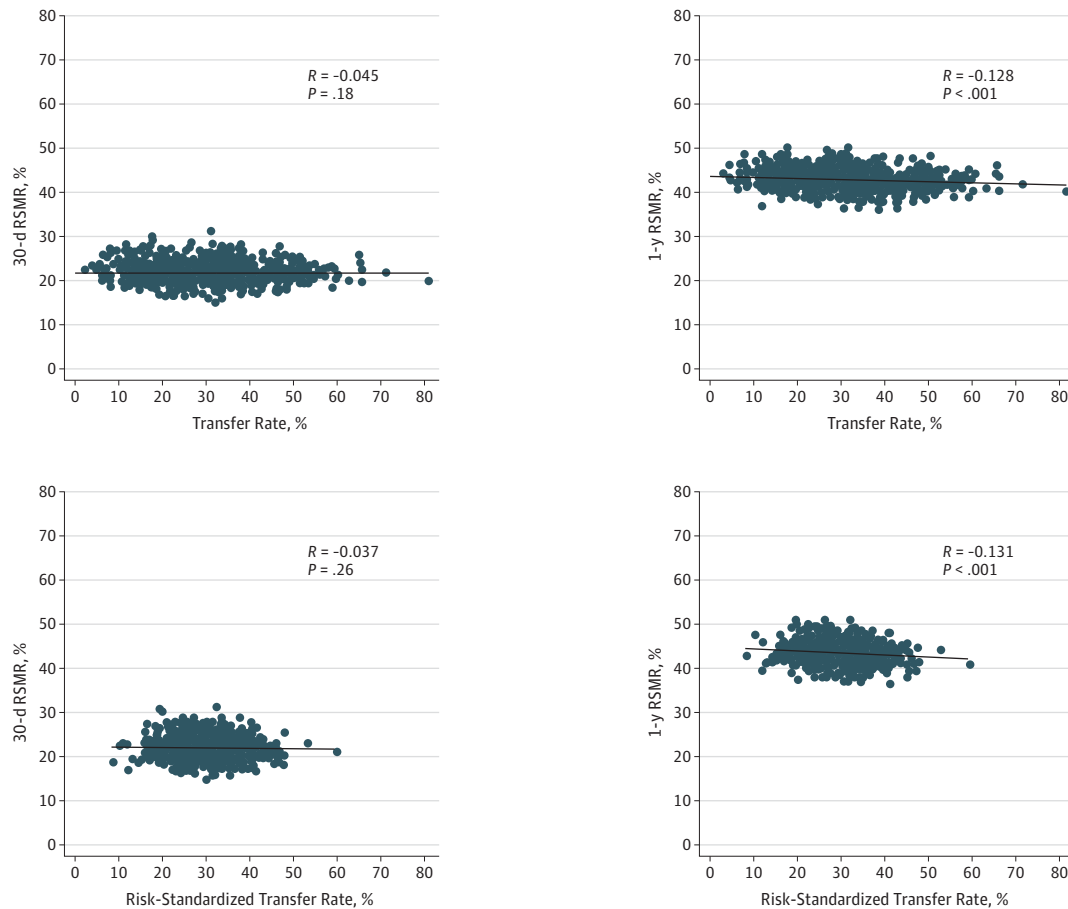 80
70
60
50
40
30
20
10
0
30-d RSMR, %
R = -0.045
P = .18
0 10 20 30 40 50 60 70 80
Transfer Rate, %
80
70
60
50
40
30
20
10
0
1-y RSMR, %
R = -0.128
P < .001
0 10 20 30 40 50 60 70 80
Transfer Rate, %
80
70
60
50
40
30
20
10
0
30-d RSMR, %
R = -0.037
P = .26
0 10 20 30 40 50 60 70 80
Risk-Standardized Transfer Rate, %
80
70
60
50
40
30
20
10
0
1-y RSMR, %
R = -0.131
P < .001
0 10 20 30 40 50 60 70 80
Risk-Standardized Transfer Rate, %